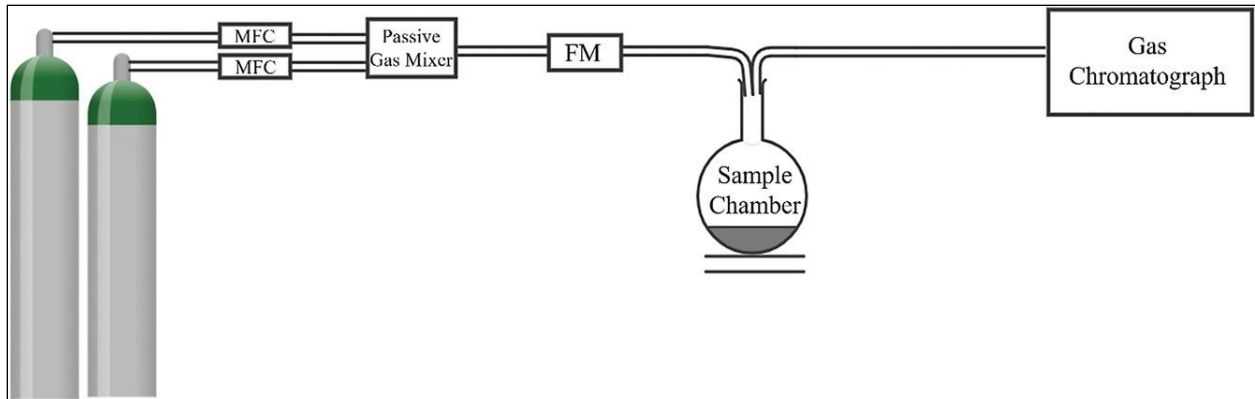 MFC
MFC
Passive
Gas Mixer
FM
Sample
Chamber
Gas
Chromatograph